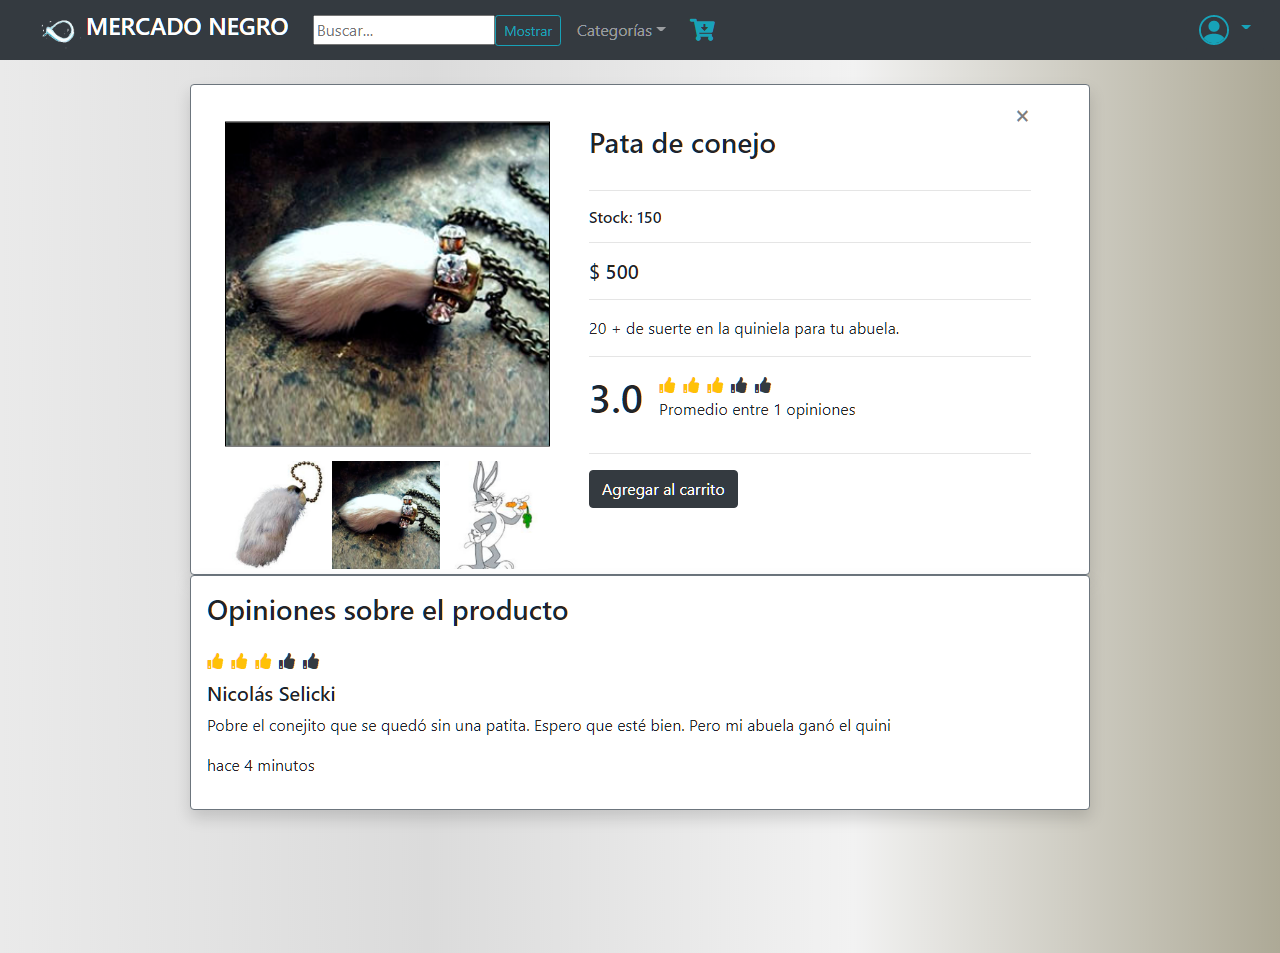 MERCADO NEGRO
Buscar...
Mostrar
Categorías
×
Pata de conejo
Stock: 150
$ 500
20 + de suerte en la quiniela para tu abuela.
3.0
Promedio entre 1 opiniones
Agregar al carrito
Opiniones sobre el producto
Nicolás Selicki
Pobre el conejito que se quedó sin una patita. Espero que esté bien. Pero mi abuela ganó el quini
hace 4 minutos